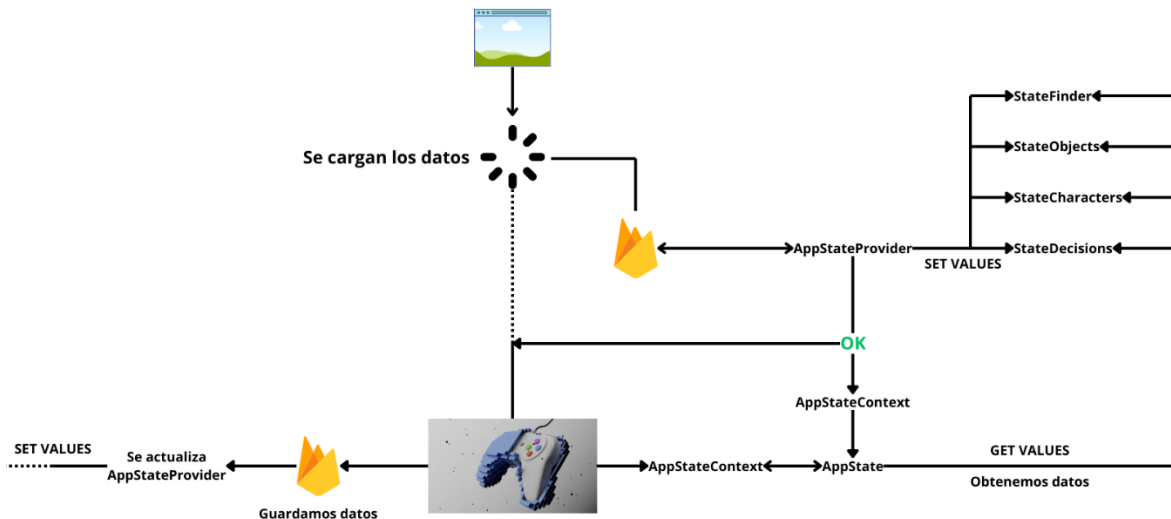 StateFinder
StateObjects
Se cargan los datos
StateCharacters
AppStateProvider
StateDecisions
SET VALUES
OK
AppStateContext
SET VALUES
Se actualiza
AppStateProvider
AppStateContext
AppState
GET VALUES
Obtenemos datos
Guardamos datos